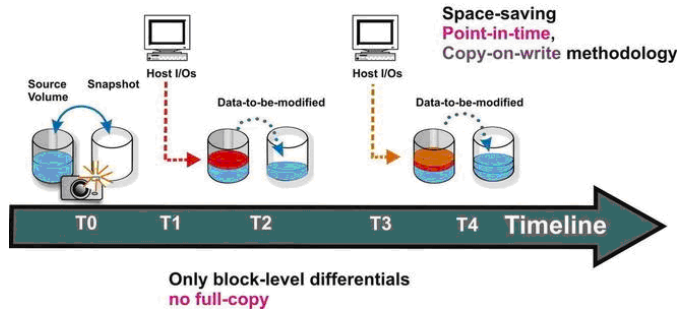 Space-saving
Point-in-time,
Copy-on-write methodology
Source
Volume
Snapshot
Host I/Os
Host I/Os
Data-to-be-modified
Data-to-be-modified
T0 T1 T2 T3 T4 Timeline
Only block-level differentials
no full-copy